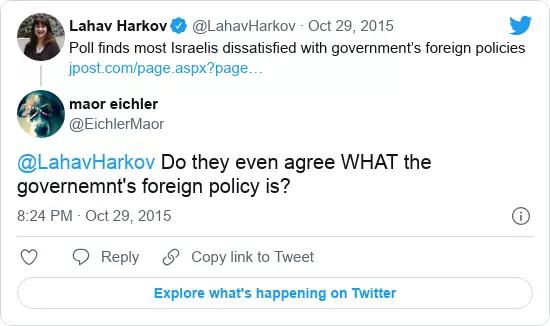 Lahav Harkov @LahavHarkov · Oct 29, 2015
Poll finds most Israelis dissatisfied with government's foreign policies
jpost.com/page.aspx?page…
maor eichler
@EichlerMaor
@LahavHarkov Do they even agree WHAT the
governemnt's foreign policy is?
8:24 PM · Oct 29, 2015
Reply Copy link to Tweet
Explore what's happening on Twitter